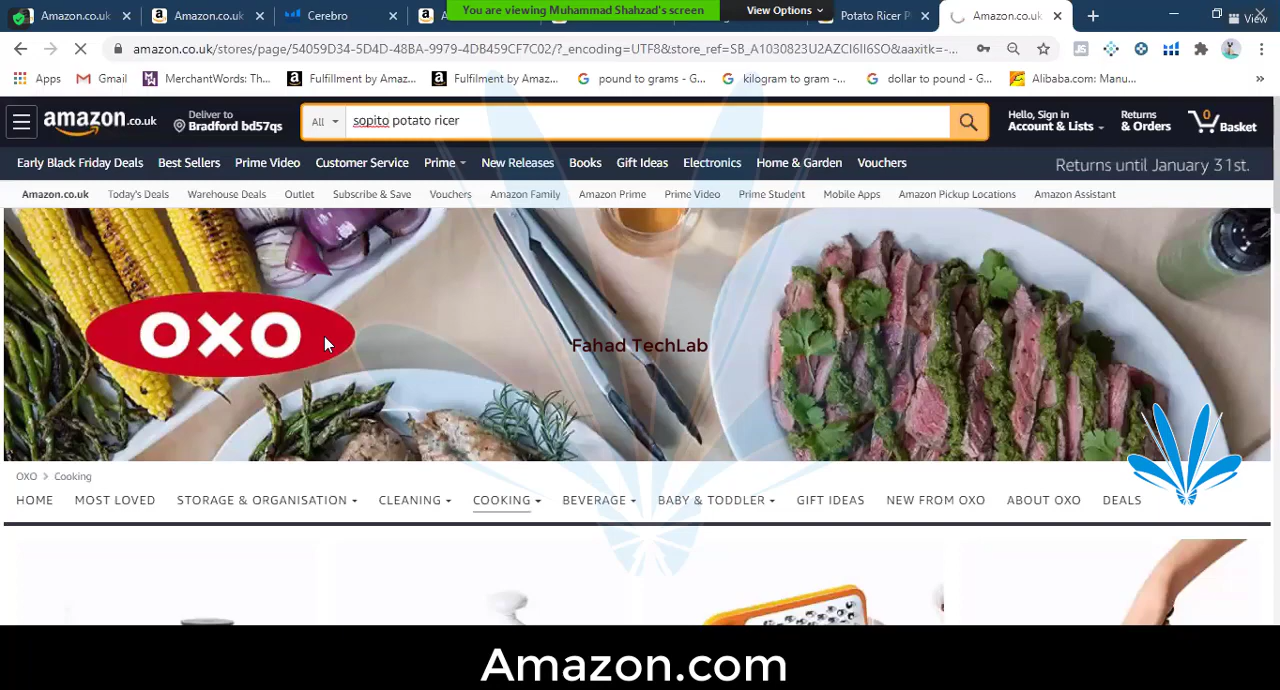 You are viewing Muhammad Shahzad's screen
View Options
Amazon.co.uk
Amazon.co.uk
Cerebro
Potato Ricer P
Amazon.co.uk
View
amazon.co.uk/stores/page/54059D34-5D4D-48BA-9979-4DB459CF7C02/?_encoding=UTF8&store_ref=SB_A1030823U2AZCI6II6SO&aaxitk=-...
Apps
Gmail
MerchantWords: Th...
Fulfillment by Amaz...
Fulfilment by Amaz...
pound to grams - G...
kilogram to gram -...
dollar to pound - G...
Alibaba.com: Manu...
»
amazon.co.uk
Deliver to
Bradford bd57qs
All
sopito potato ricer
Hello, Sign in
Account & Lists
Returns
& Orders
0
Basket
Early Black Friday Deals
Best Sellers
Prime Video
Customer Service
Prime
New Releases
Books
Gift Ideas
Electronics
Home & Garden
Vouchers
Returns until January 31st.
Amazon.co.uk
Today's Deals
Warehouse Deals
Outlet
Subscribe & Save
Vouchers
Amazon Family
Amazon Prime
Prime Video
Prime Student
Mobile Apps
Amazon Pickup Locations
Amazon Assistant
OXO
Fahad TechLab
OXO > Cooking
HOME
MOST LOVED
STORAGE & ORGANISATION
CLEANING
COOKING
BEVERAGE
BABY & TODDLER
GIFT IDEAS
NEW FROM OXO
ABOUT OXO
DEALS
Amazon.com